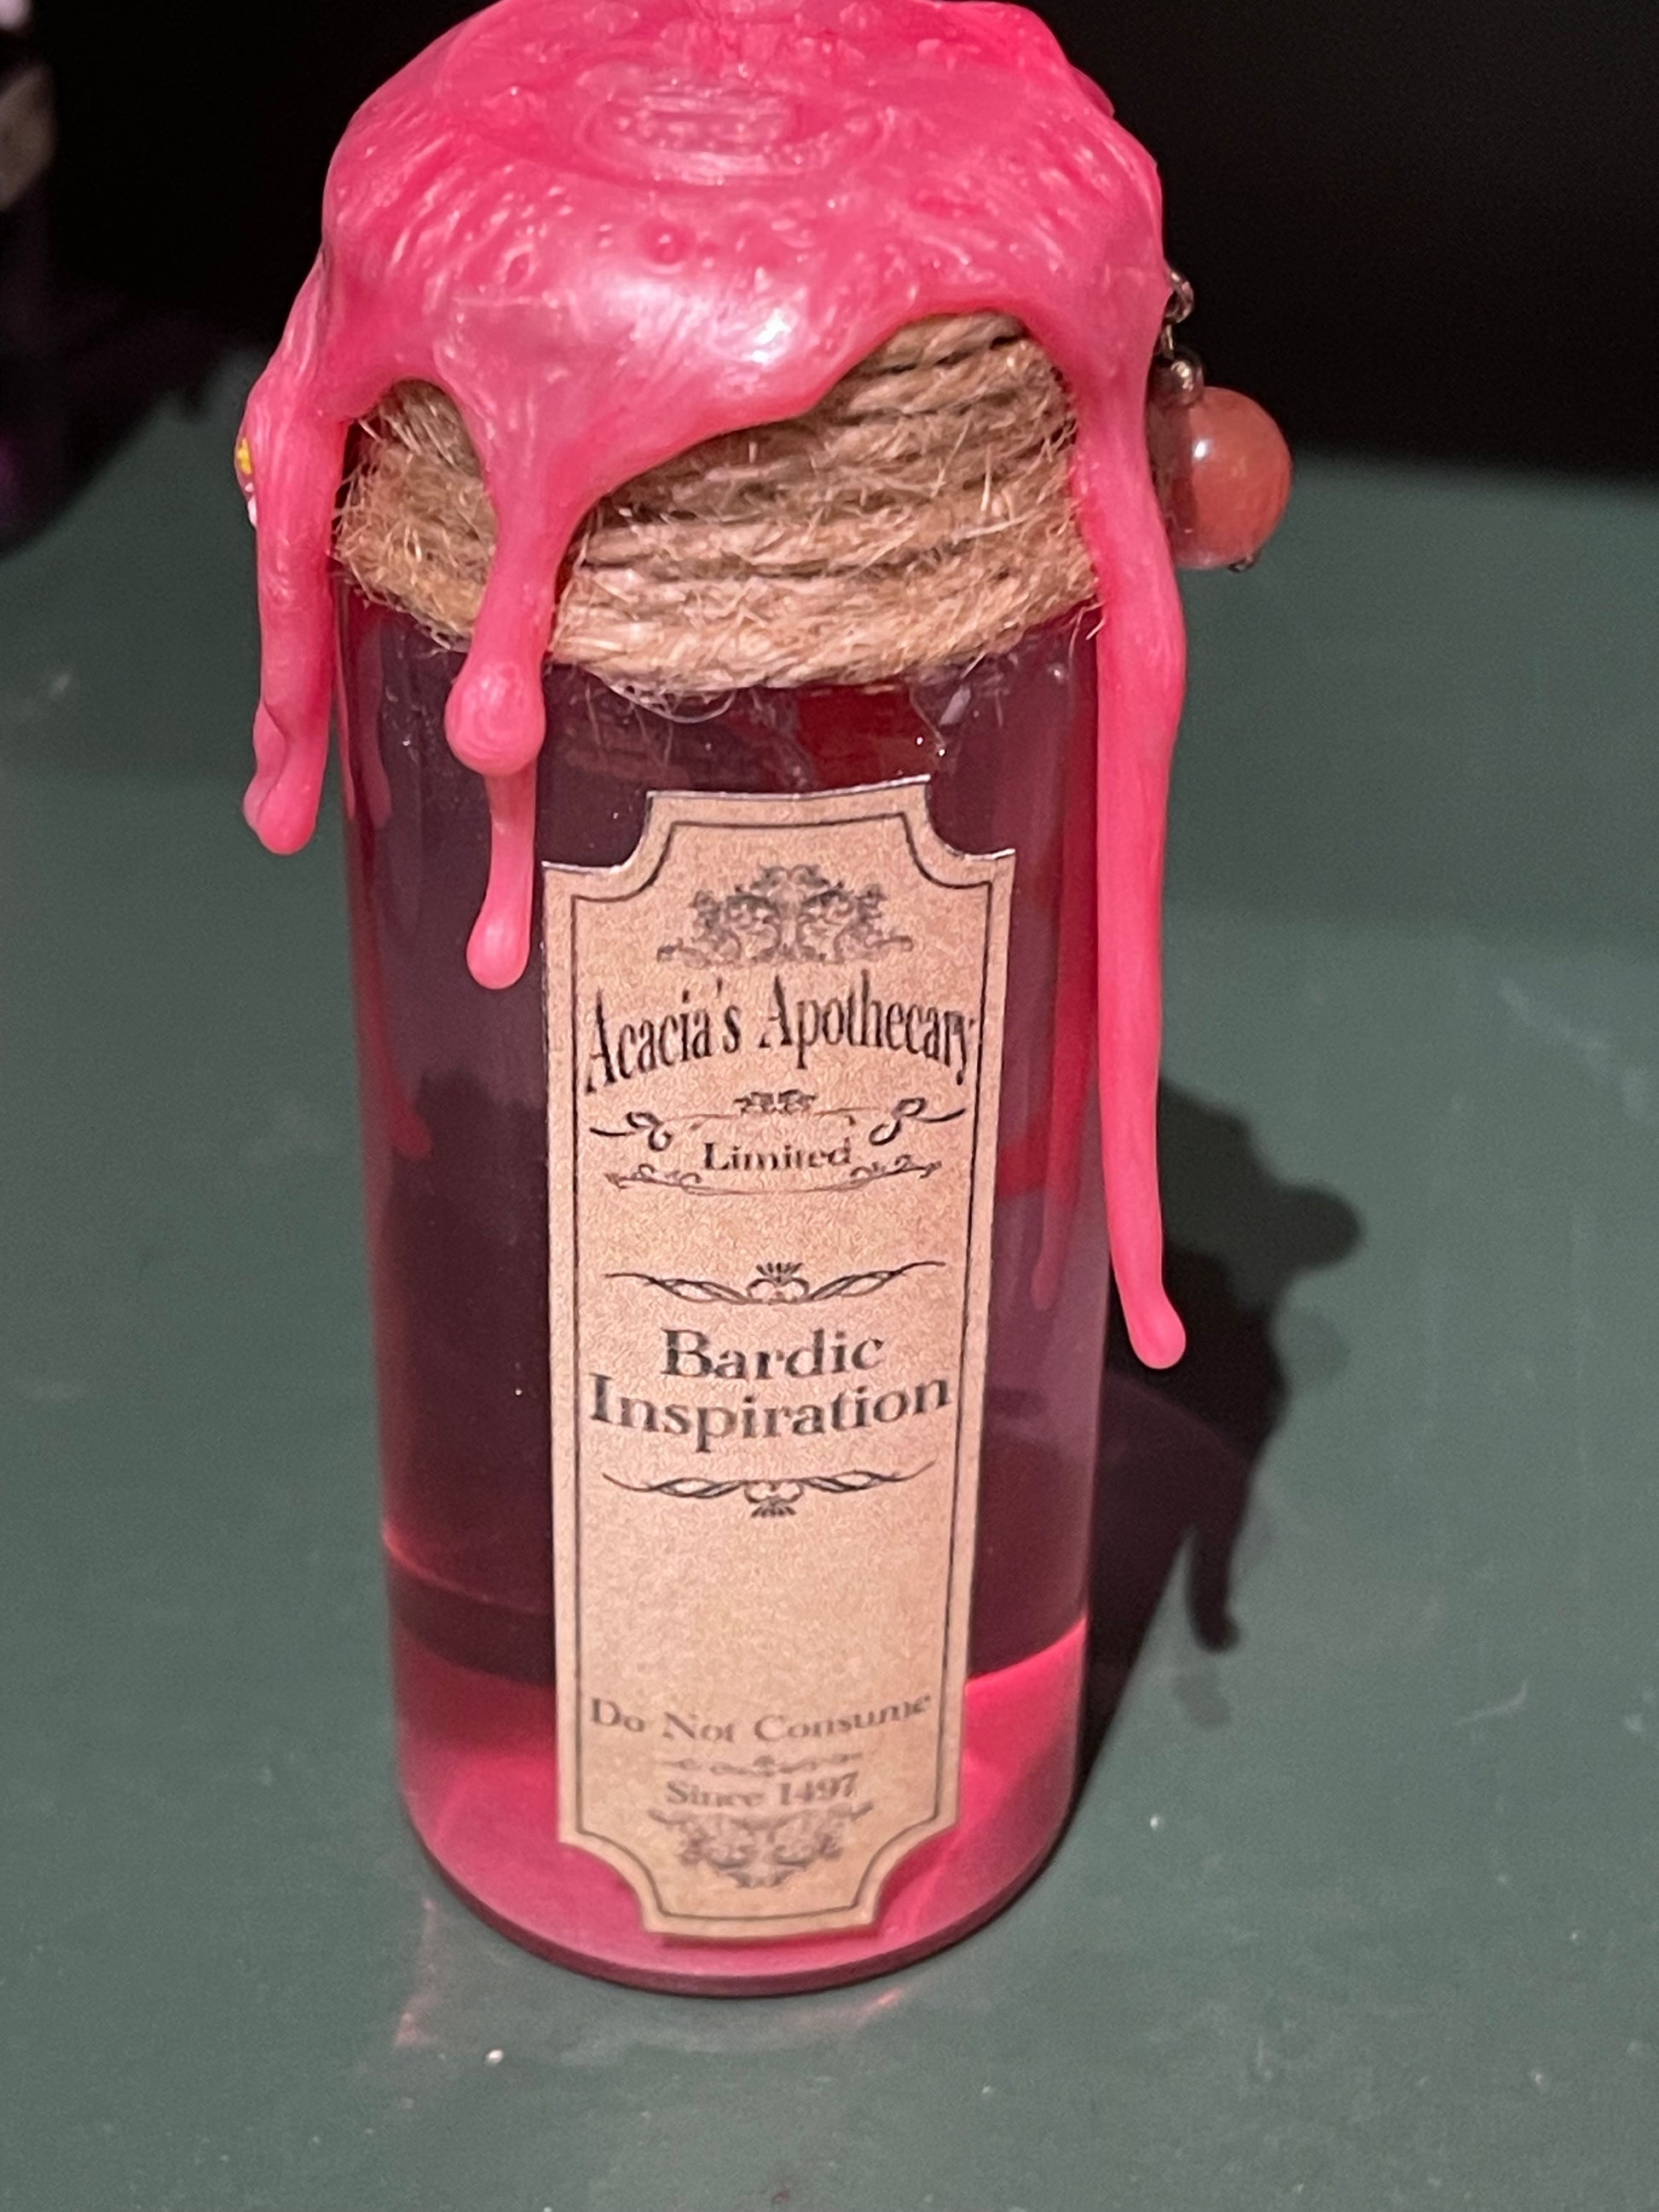 Acacia's Apothecary
Limited
Bardic
Inspiration
Do Not Consume
Since 1497